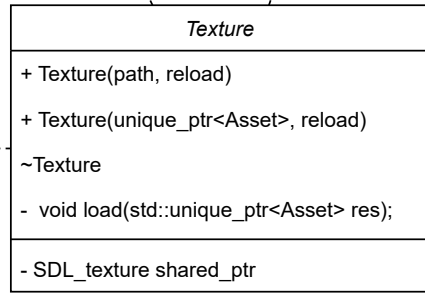 Texture
+ Texture(path, reload)
+ Texture(unique_ptr<Asset>, reload)
~Texture
- void load(std::unique_ptr<Asset> res);
- SDL_texture shared_ptr